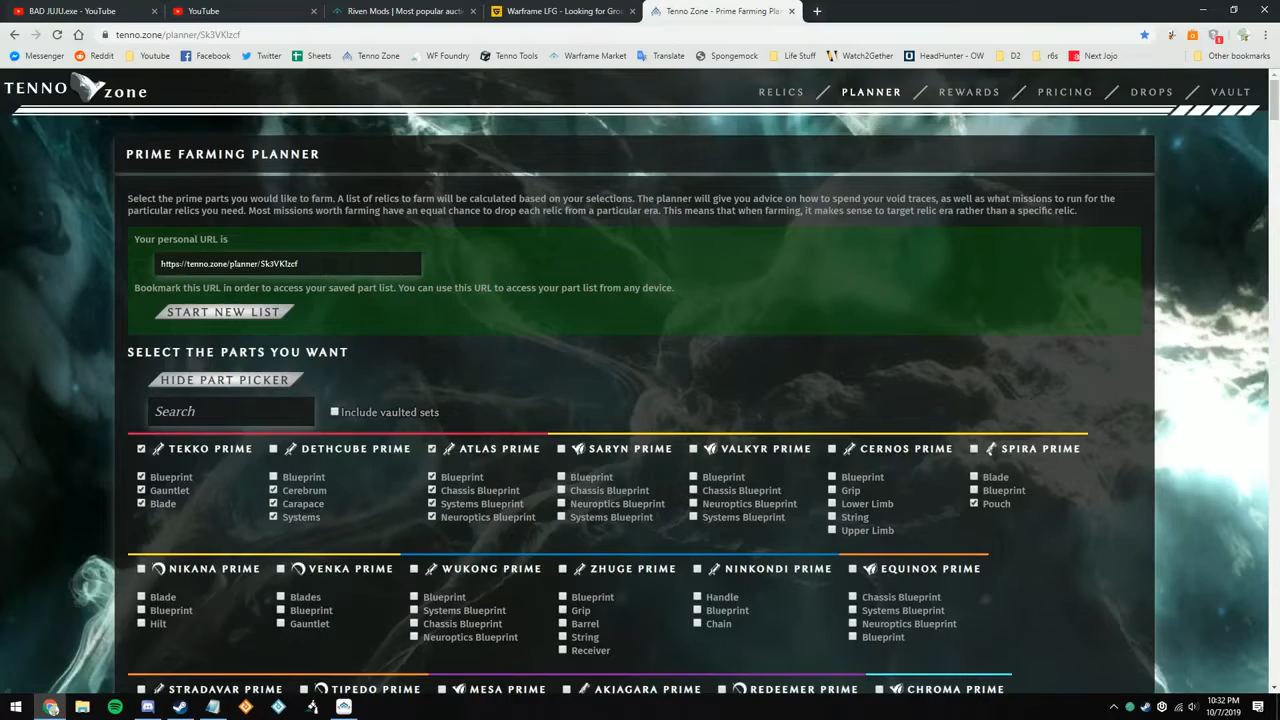 BAD JUJU.exe - YouTube
YouTube
Riven Mods | Most popular aucti
Warframe LFG - Looking for Gro
Tenno Zone - Prime Farming Pla
tenno.zone/planner/Sk3VKlzcf
Messenger
Reddit
Youtube
Facebook
Twitter
Sheets
Tenno Zone
WF Foundry
Tenno Tools
Warframe Market
Translate
Spongemock
Life Stuff
Watch2Gether
HeadHunter - OW
D2
r6s
Next Jojo
Other bookmarks
TENNO zone
RELICS
PLANNER
REWARDS
PRICING
DROPS
VAULT
PRIME FARMING PLANNER
Select the prime parts you would like to farm. A list of relics to farm will be calculated based on your selections. The planner will give you advice on how to spend your void traces, as well as what missions to run for the
particular relics you need. Most missions worth farming have an equal chance to drop each relic from a particular era. This means that when farming, it makes sense to target relic era rather than a specific relic.
Your personal URL is
https://tenno.zone/planner/Sk3VKlzcf
Bookmark this URL in order to access your saved part list. You can use this URL to access your part list from any device.
START NEW LIST
SELECT THE PARTS YOU WANT
HIDE PART PICKER
Search
Include vaulted sets
TEKKO PRIME
Blueprint
Gauntlet
Blade
DETHCUBE PRIME
Blueprint
Cerebrum
Carapace
Systems
ATLAS PRIME
Blueprint
Chassis Blueprint
Systems Blueprint
Neuroptics Blueprint
SARYN PRIME
Blueprint
Chassis Blueprint
Neuroptics Blueprint
Systems Blueprint
VALKYR PRIME
Blueprint
Chassis Blueprint
Neuroptics Blueprint
Systems Blueprint
CERNOS PRIME
Blueprint
Grip
Lower Limb
String
Upper Limb
SPIRA PRIME
Blade
Blueprint
Pouch
NIKANA PRIME
Blade
Blueprint
Hilt
VENKA PRIME
Blades
Blueprint
Gauntlet
WUKONG PRIME
Blueprint
Systems Blueprint
Chassis Blueprint
Neuroptics Blueprint
ZHUGE PRIME
Blueprint
Grip
Barrel
String
Receiver
NINKONDI PRIME
Handle
Blueprint
Chain
EQUINOX PRIME
Chassis Blueprint
Systems Blueprint
Neuroptics Blueprint
Blueprint
STRADAVAR PRIME
TIPEDO PRIME
MESA PRIME
AKJAGARA PRIME
REDEEMER PRIME
CHROMA PRIME
10:32 PM
10/7/2019